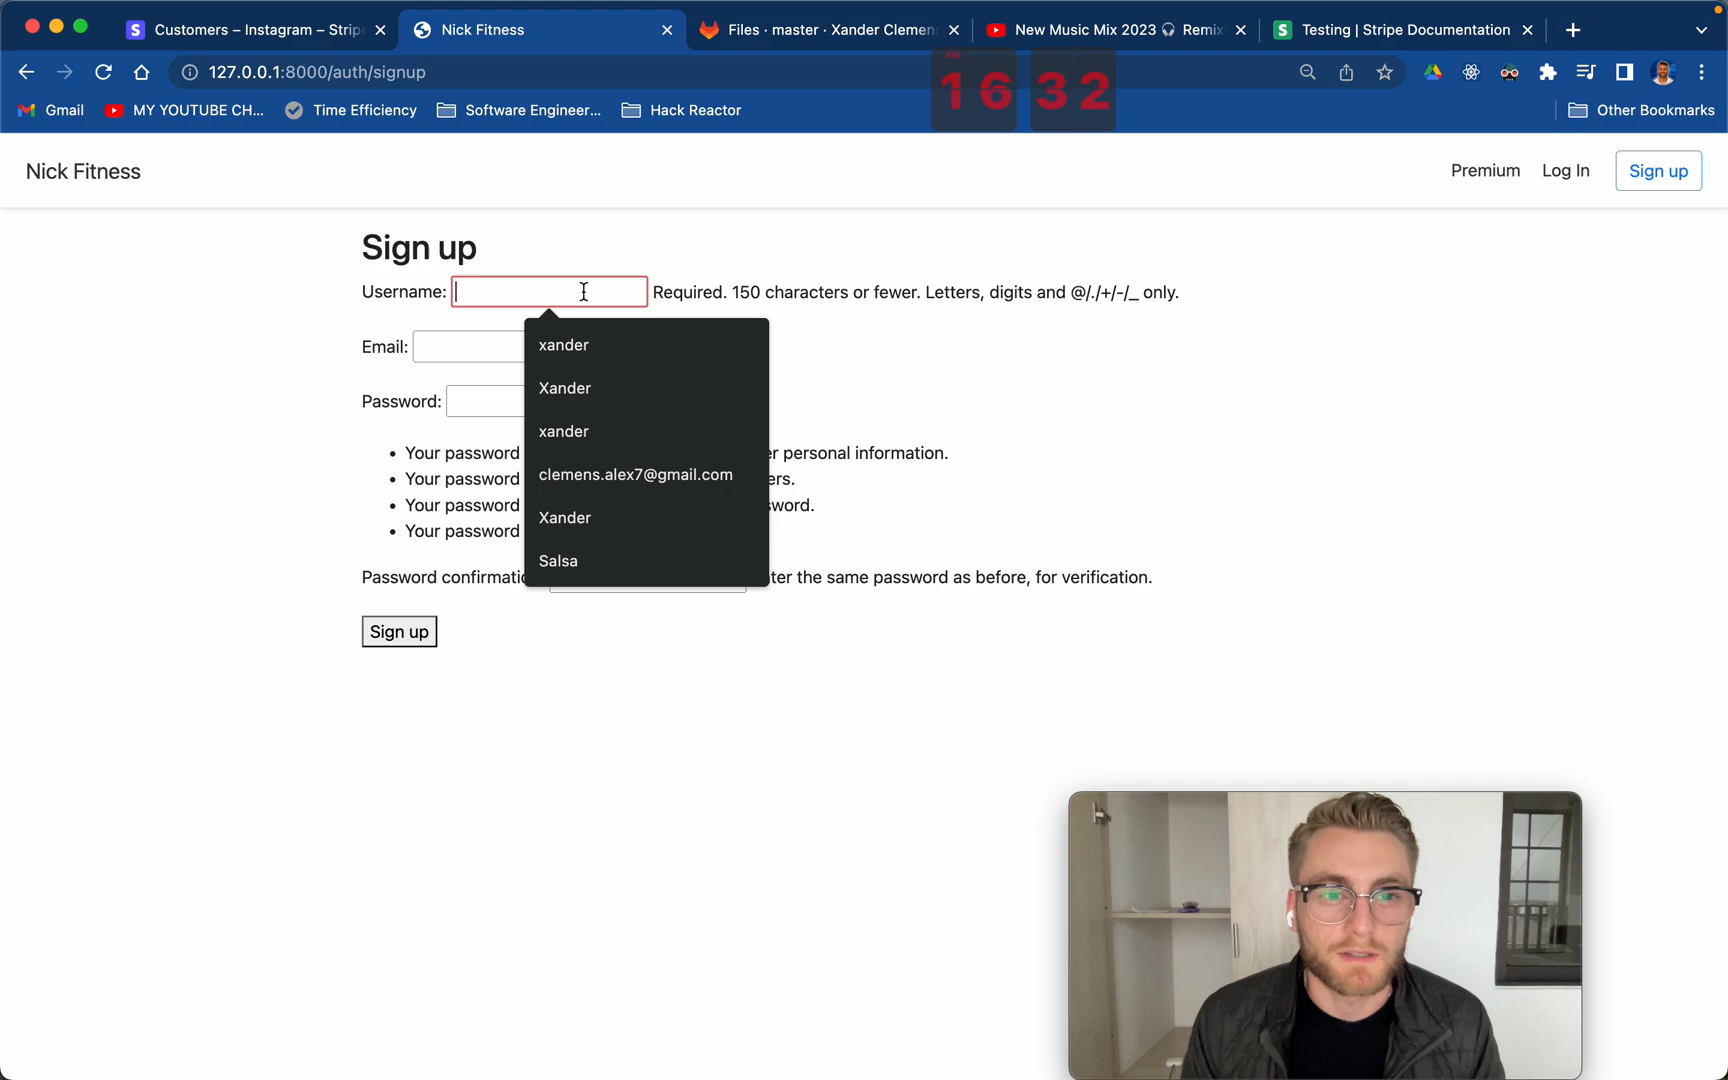 Customers – Instagram – Strip
Nick Fitness
Files · master · Xander Clemen
New Music Mix 2023 🎧 Remix
Testing | Stripe Documentation
127.0.0.1:8000/auth/signup
AM
16 32
Gmail
MY YOUTUBE CH...
Time Efficiency
Software Engineer...
Hack Reactor
Other Bookmarks
Nick Fitness
Premium
Log In
Sign up
Sign up
Username: Required. 150 characters or fewer. Letters, digits and @/./+/-/_ only.
xander
Email:
Xander
Password:
xander
Your password r personal information.
clemens.alex7@gmail.com
Your password ers.
Your password sword.
Xander
Your password
Salsa
Password confirmatio ter the same password as before, for verification.
Sign up